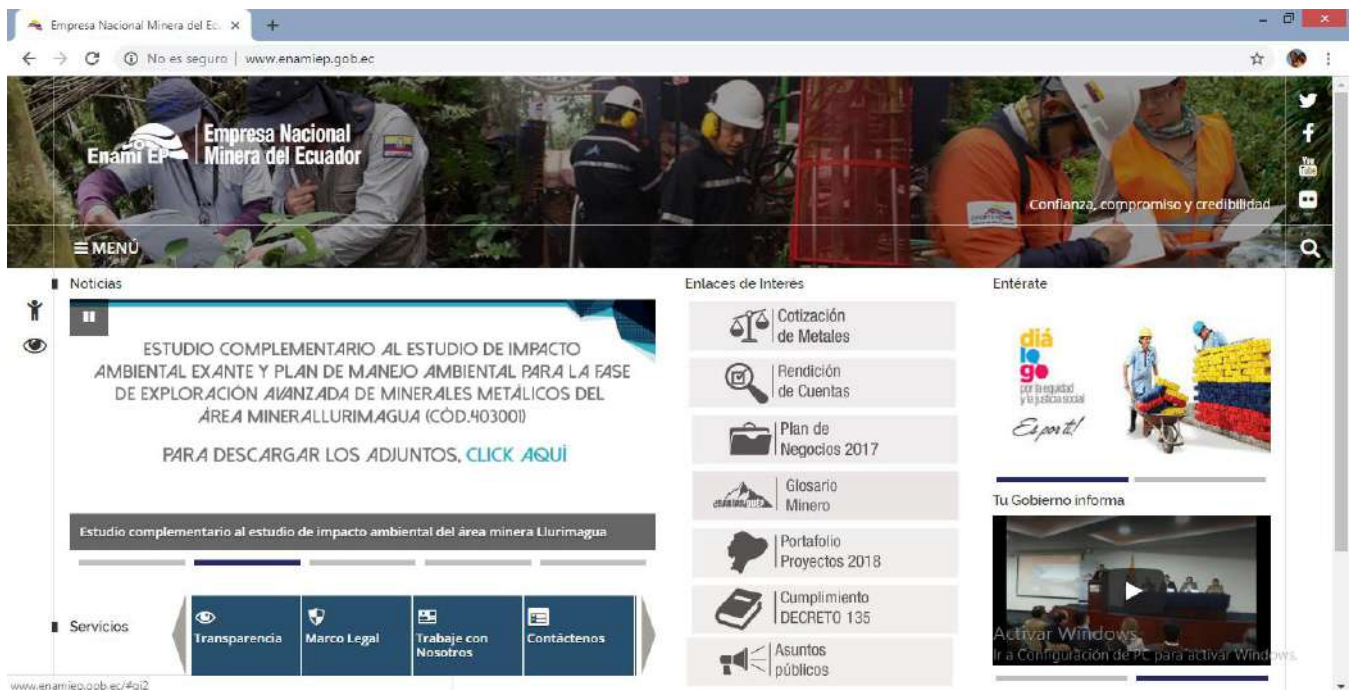 Empresa Nacional Minera del Ec.
No es seguro | www.enamiep.gob.ec
Enami EP
Empresa Nacional
Minera del Ecuador
You
Tube
Confianza, compromiso y credibilidad
MENÚ
Noticias
ESTUDIO COMPLEMENTARIO AL ESTUDIO DE IMPACTO
AMBIENTAL EXANTE Y PLAN DE MANEJO AMBIENTAL PARA LA FASE
DE EXPLORACIÓN AVANZADA DE MINERALES METÁLICOS DEL
ÁREA MINERALLURIMAGUA (CÓD.403001)
PARA DESCARGAR LOS ADJUNTOS, CLICK AQUÍ
Estudio complementario al estudio de impacto ambiental del área minera Llurimagua
Servicios
Transparencia
Marco Legal
Trabaje con
Nosotros
Contáctenos
Enlaces de Interés
Cotización
de Metales
Rendición
de Cuentas
Plan de
Negocios 2017
Glosario
Minero
Portafolio
Proyectos 2018
Cumplimiento
DECRETO 135
Asuntos
públicos
Entérate
diá
lo
go
por la equidad
y la justicia social
Es por ti!
Tu Gobierno informa
Activar Windows
Ir a Configuración de PC para activar Windows.
www.enamiep.gob.ec/#gi2